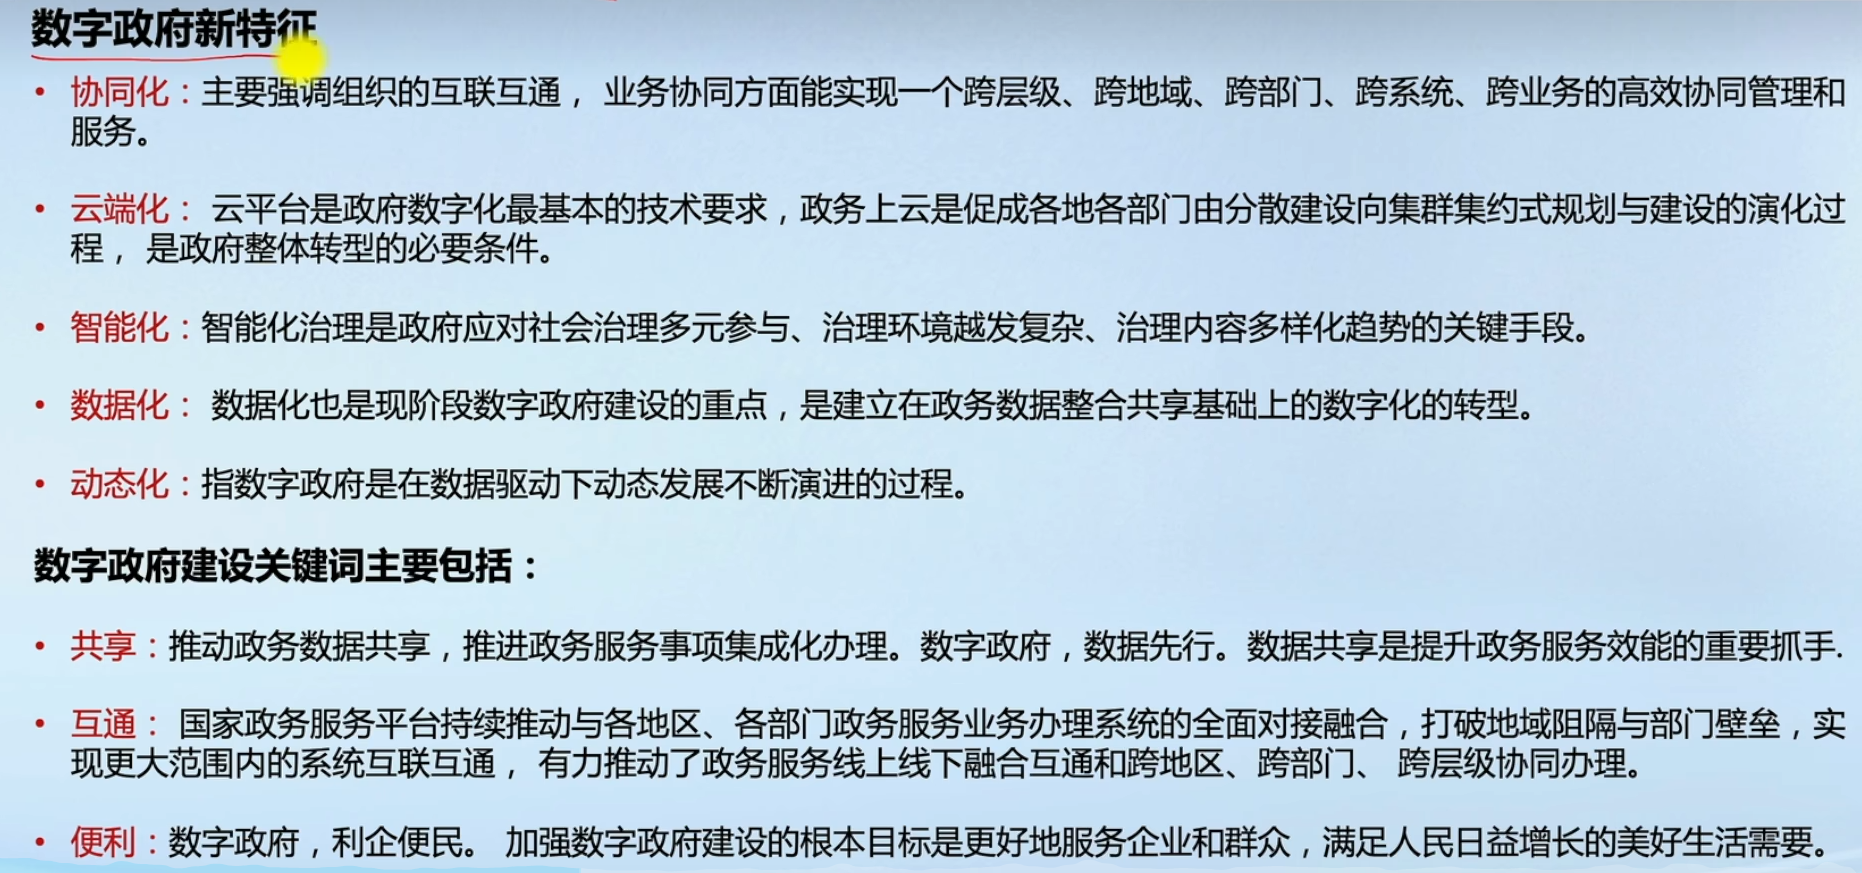 数字政府新特征
• 协同化：主要强调组织的互联互通， 业务协同方面能实现一个跨层级、跨地域、跨部门、跨系统、跨业务的高效协同管理和
服务。
• 云端化： 云平台是政府数字化最基本的技术要求，政务上云是促成各地各部门由分散建设向集群集约式规划与建设的演化过
程， 是政府整体转型的必要条件。
• 智能化：智能化治理是政府应对社会治理多元参与、治理环境越发复杂、治理内容多样化趋势的关键手段。
• 数据化： 数据化也是现阶段数字政府建设的重点，是建立在政务数据整合共享基础上的数字化的转型。
• 动态化：指数字政府是在数据驱动下动态发展不断演进的过程。
数字政府建设关键词主要包括：
• 共享：推动政务数据共享，推进政务服务事项集成化办理。数字政府，数据先行。数据共享是提升政务服务效能的重要抓手.
• 互通： 国家政务服务平台持续推动与各地区、各部门政务服务业务办理系统的全面对接融合，打破地域阻隔与部门壁垒，实
现更大范围内的系统互联互通， 有力推动了政务服务线上线下融合互通和跨地区、跨部门、 跨层级协同办理。
• 便利：数字政府，利企便民。 加强数字政府建设的根本目标是更好地服务企业和群众，满足人民日益增长的美好生活需要。